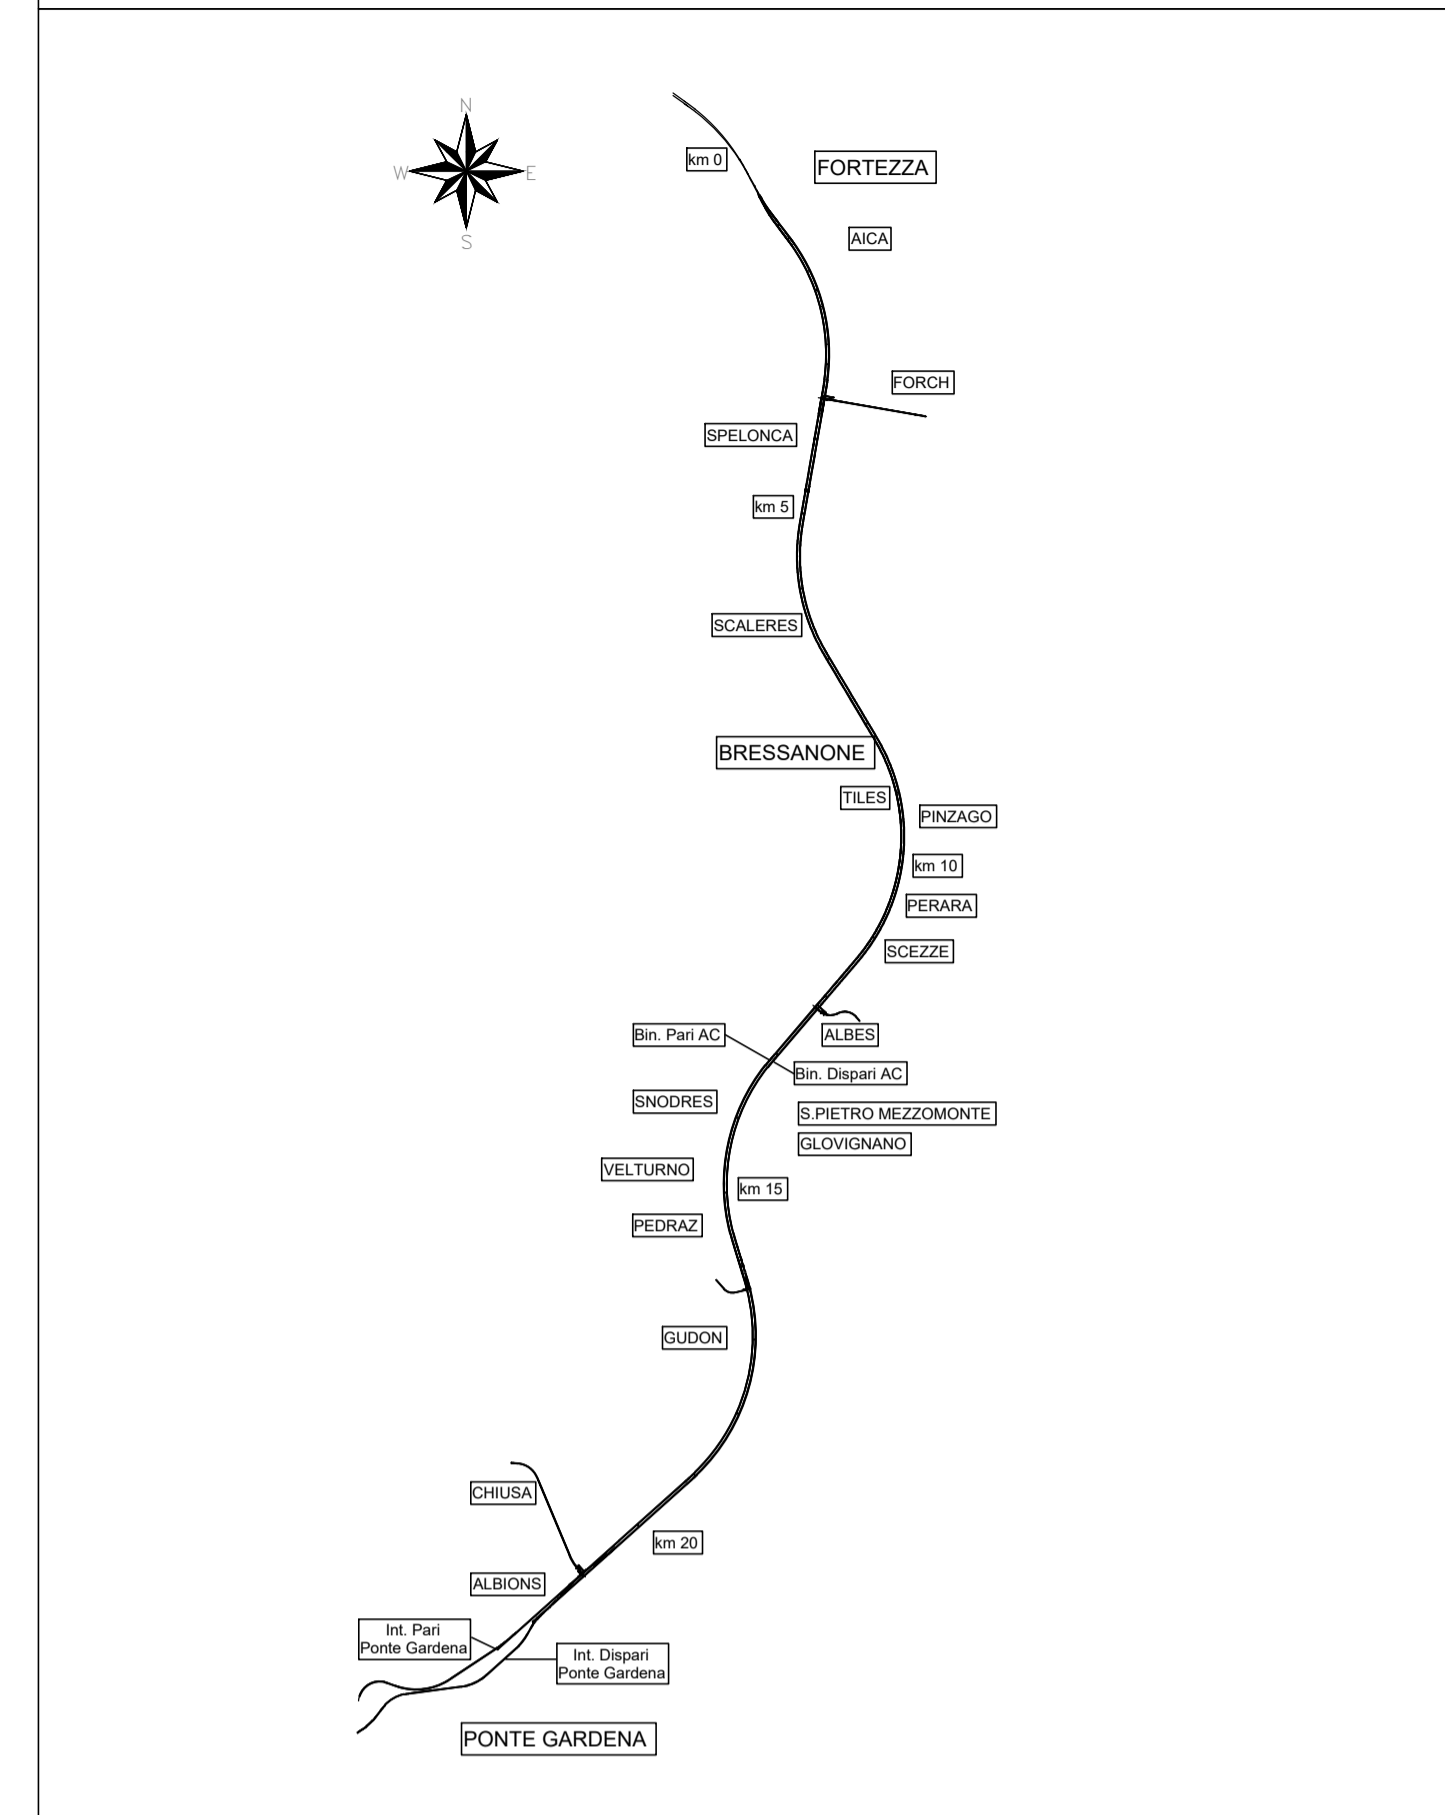 N
W
E
S
km 0
FORTEZZA
AICA
FORCH
SPELONCA
km 5
SCALERES
BRESSANONE
TILES
PINZAGO
km 10
PERARA
SCEZZE
Bin. Pari AC
ALBES
Bin. Dispari AC
SNODRES
S.PIETRO MEZZOMONTE
GLOVIGNANO
VELTURNO
km 15
PEDRAZ
GUDON
CHIUSA
km 20
ALBIONS
Int. Pari
Ponte Gardena
Int. Dispari
Ponte Gardena
PONTE GARDENA